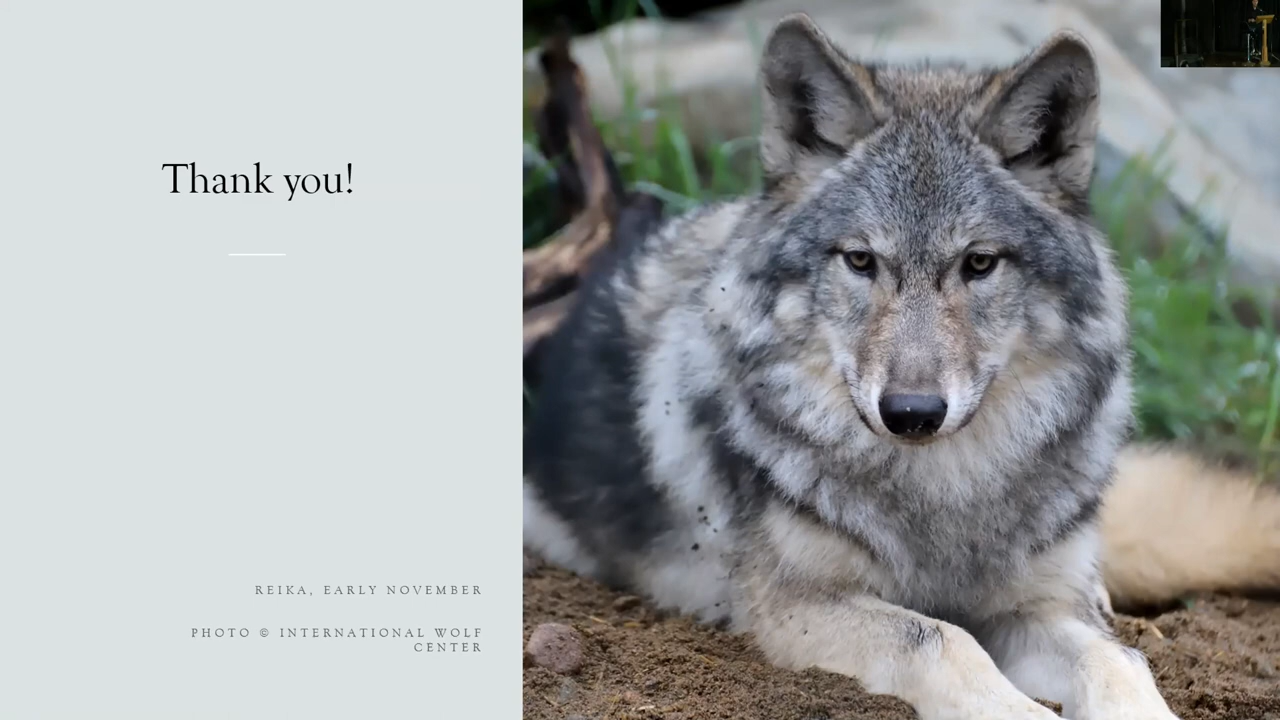 Thank you!
REIKA, EARLY NOVEMBER
PHOTO © INTERNATIONAL WOLF
CENTER